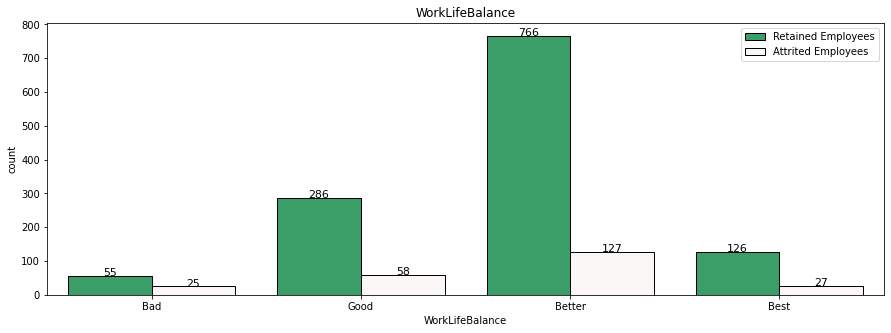 WorkLifeBalance
Retained Employees
Attrited Employees
count
800
700
600
500
400
300
200
100
0
55
25
286
58
766
127
126
27
Bad
Good
Better
Best
WorkLifeBalance